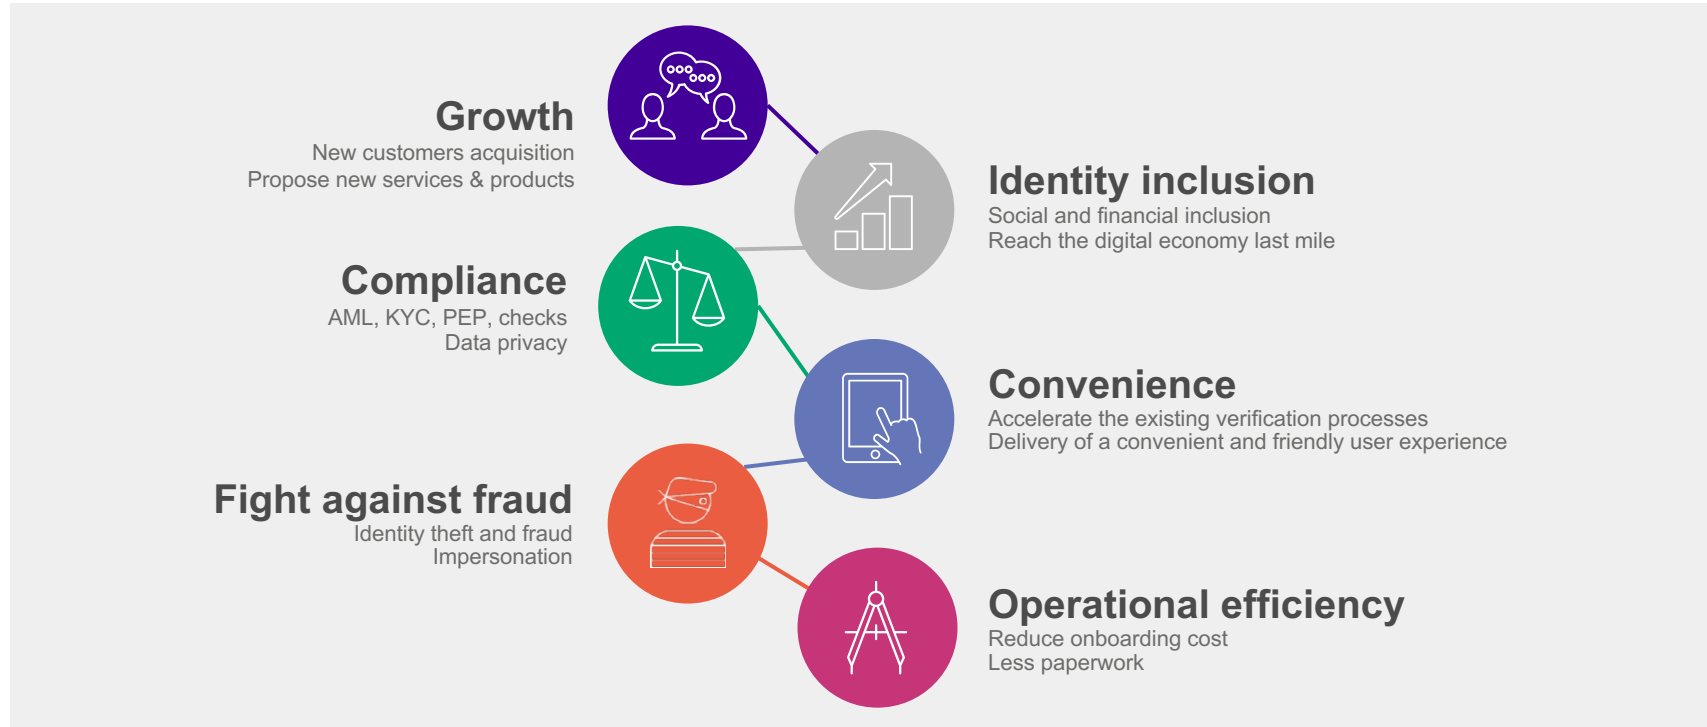 Growth
New customers acquisition
Propose new services & products
Identity inclusion
Social and financial inclusion
Reach the digital economy last mile
Compliance
AML, KYC, PEP, checks
Data privacy
Convenience
Accelerate the existing verification processes
Delivery of a convenient and friendly user experience
Fight against fraud
Identity theft and fraud
Impersonation
Operational efficiency
Reduce onboarding cost
Less paperwork